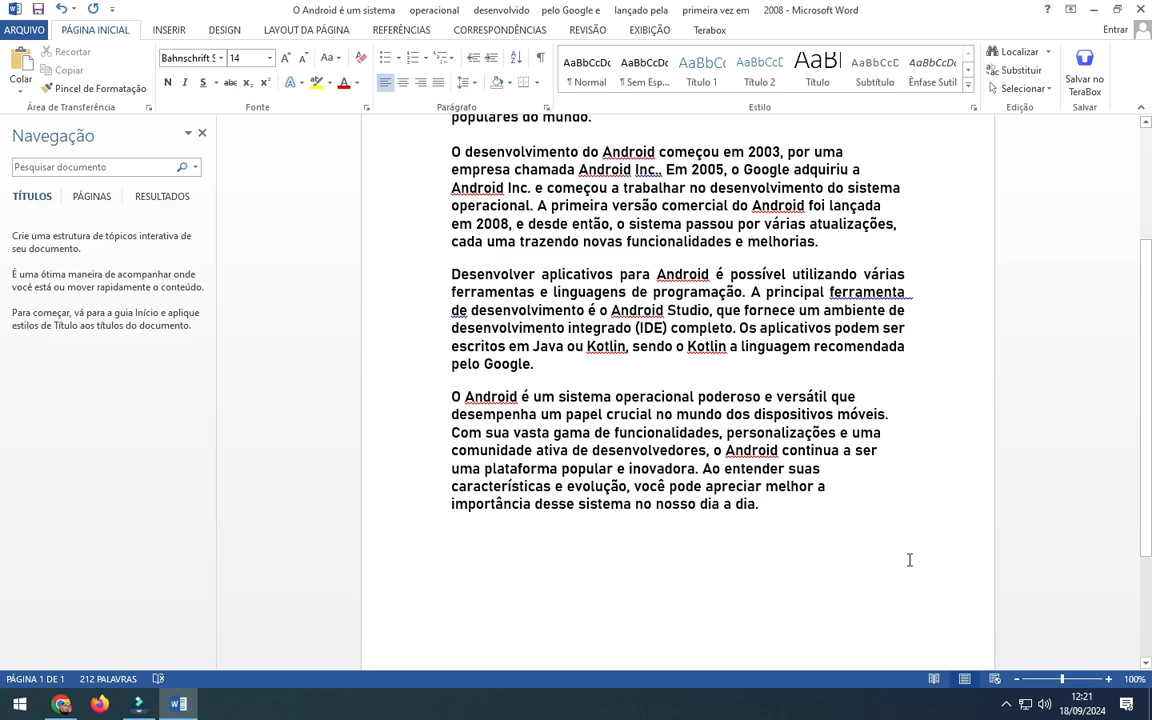 O Android é um sistema operacional desenvolvido pelo Google e lançado pela primeira vez em 2008 - Microsoft Word
ARQUIVO PÁGINA INICIAL INSERIR DESIGN LAYOUT DA PÁGINA REFERÊNCIAS CORRESPONDÊNCIAS REVISÃO EXIBIÇÃO Terabox Entrar
Colar
Recortar
Copiar
Pincel de Formatação
Área de Transferência
Bahnschrift S 14
Fonte
Parágrafo
AaBbCcDc AaBbCcDc AaBbCc AaBbCcD AaBl AaBbCcD AaBbCcDc
¶ Normal ¶ Sem Esp... Título 1 Título 2 Título Subtítulo Ênfase Sutil
Estilo
Localizar
Substituir
Selecionar
Edição
Salvar no
TeraBox
Salvar
Navegação
Pesquisar documento
TÍTULOS PÁGINAS RESULTADOS
Crie uma estrutura de tópicos interativa de
seu documento.
É uma ótima maneira de acompanhar onde
você está ou mover rapidamente o conteúdo.
Para começar, vá para a guia Início e aplique
estilos de Título aos títulos do documento.
populares do mundo.
O desenvolvimento do Android começou em 2003, por uma
empresa chamada Android Inc.. Em 2005, o Google adquiriu a
Android Inc. e começou a trabalhar no desenvolvimento do sistema
operacional. A primeira versão comercial do Android foi lançada
em 2008, e desde então, o sistema passou por várias atualizações,
cada uma trazendo novas funcionalidades e melhorias.
Desenvolver aplicativos para Android é possível utilizando várias
ferramentas e linguagens de programação. A principal ferramenta
de desenvolvimento é o Android Studio, que fornece um ambiente de
desenvolvimento integrado (IDE) completo. Os aplicativos podem ser
escritos em Java ou Kotlin, sendo o Kotlin a linguagem recomendada
pelo Google.
O Android é um sistema operacional poderoso e versátil que
desempenha um papel crucial no mundo dos dispositivos móveis.
Com sua vasta gama de funcionalidades, personalizações e uma
comunidade ativa de desenvolvedores, o Android continua a ser
uma plataforma popular e inovadora. Ao entender suas
características e evolução, você pode apreciar melhor a
importância desse sistema no nosso dia a dia.
PÁGINA 1 DE 1 212 PALAVRAS 100%
12:21
18/09/2024